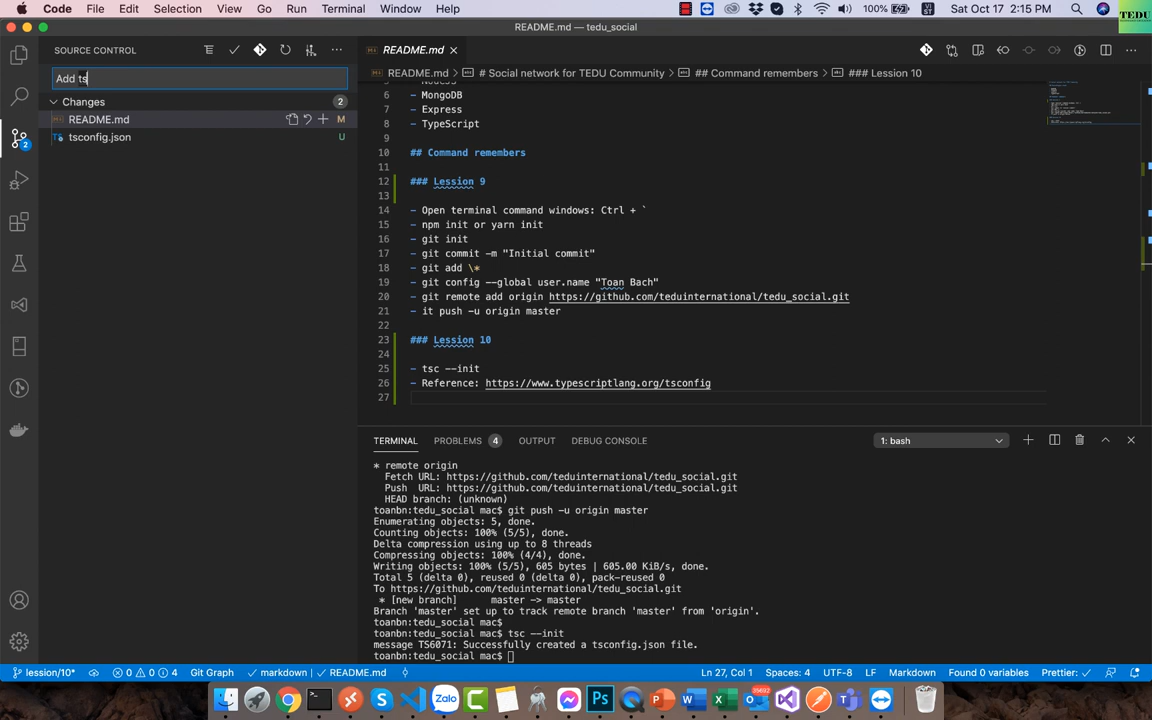 Code File Edit Selection View Go Run Terminal Window Help
100% Sat Oct 17 2:15 PM
TEDU
README.md — tedu_social
SOURCE CONTROL
Add ts
Changes 2
README.md M
tsconfig.json U
2
README.md
README.md > # Social network for TEDU Community > ## Command remembers > ### Lession 10
6 - MongoDB
7 - Express
8 - TypeScript
9
10 ## Command remembers
11
12 ### Lession 9
13
14 - Open terminal command windows: Ctrl + `
15 - npm init or yarn init
16 - git init
17 - git commit -m "Initial commit"
18 - git add \*
19 - git config --global user.name "Toan Bach"
20 - git remote add origin https://github.com/teduinternational/tedu_social.git
21 - it push -u origin master
22
23 ### Lession 10
24
25 - tsc --init
26 - Reference: https://www.typescriptlang.org/tsconfig
27
TERMINAL PROBLEMS 4 OUTPUT DEBUG CONSOLE 1: bash
* remote origin
Fetch URL: https://github.com/teduinternational/tedu_social.git
Push URL: https://github.com/teduinternational/tedu_social.git
HEAD branch: (unknown)
toanbn:tedu_social mac$ git push -u origin master
Enumerating objects: 5, done.
Counting objects: 100% (5/5), done.
Delta compression using up to 8 threads
Compressing objects: 100% (4/4), done.
Writing objects: 100% (5/5), 605 bytes | 605.00 KiB/s, done.
Total 5 (delta 0), reused 0 (delta 0), pack-reused 0
To https://github.com/teduinternational/tedu_social.git
* [new branch] master -> master
Branch 'master' set up to track remote branch 'master' from 'origin'.
toanbn:tedu_social mac$
toanbn:tedu_social mac$ tsc --init
message TS6071: Successfully created a tsconfig.json file.
toanbn:tedu_social mac$
lession/10* 0 0 4 Git Graph markdown | README.md Ln 27, Col 1 Spaces: 4 UTF-8 LF Markdown Found 0 variables Prettier:
Zalo
Ps